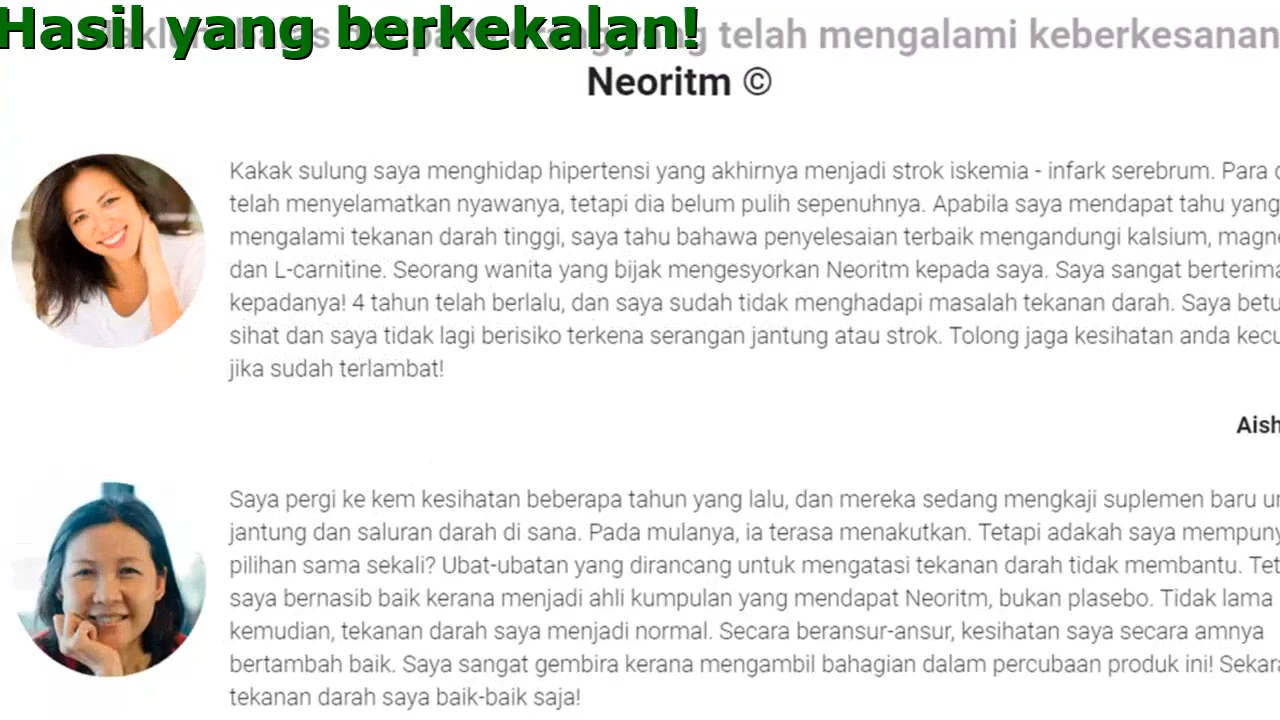 Hasil yang berkekalan!
telah mengalami keberkesanan
Neoritm ©
Kakak sulung saya menghidap hipertensi yang akhirnya menjadi strok iskemia - infark serebrum. Para
telah menyelamatkan nyawanya, tetapi dia belum pulih sepenuhnya. Apabila saya mendapat tahu yang
mengalami tekanan darah tinggi, saya tahu bahawa penyelesaian terbaik mengandungi kalsium,
dan L-carnitine. Seorang wanita yang bijak mengesyorkan Neoritm kepada saya. Saya sangat
kepadanya! 4 tahun telah berlalu, dan saya sudah tidak menghadapi masalah tekanan darah. Saya
sihat dan saya tidak lagi berisiko terkena serangan jantung atau strok. Tolong jaga kesihatan anda
jika sudah terlambat!
Aish
Saya pergi ke kem kesihatan beberapa tahun yang lalu, dan mereka sedang mengkaji suplemen baru
jantung dan saluran darah di sana. Pada mulanya, ia terasa menakutkan. Tetapi adakah saya
pilihan sama sekali? Ubat-ubatan yang dirancang untuk mengatasi tekanan darah tidak membantu.
saya bernasib baik kerana menjadi ahli kumpulan yang mendapat Neoritm, bukan plasebo. Tidak lama
kemudian, tekanan darah saya menjadi normal. Secara beransur-ansur, kesihatan saya secara amnya
bertambah baik. Saya sangat gembira kerana mengambil bahagian dalam percubaan produk ini!
tekanan darah saya baik-baik saja!